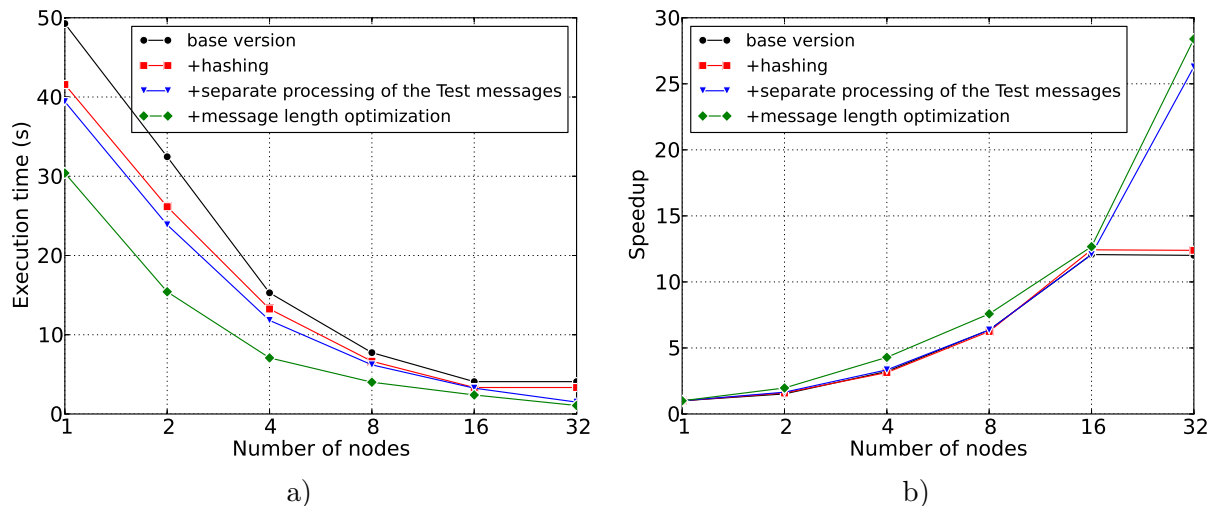 50
40
30
20
10
0
Execution time (s)
base version
+hashing
+separate processing of the Test messages
+message length optimization
1 2 4 8 16 32
Number of nodes
a)
30
25
20
15
10
5
0
Speedup
base version
+hashing
+separate processing of the Test messages
+message length optimization
1 2 4 8 16 32
Number of nodes
b)